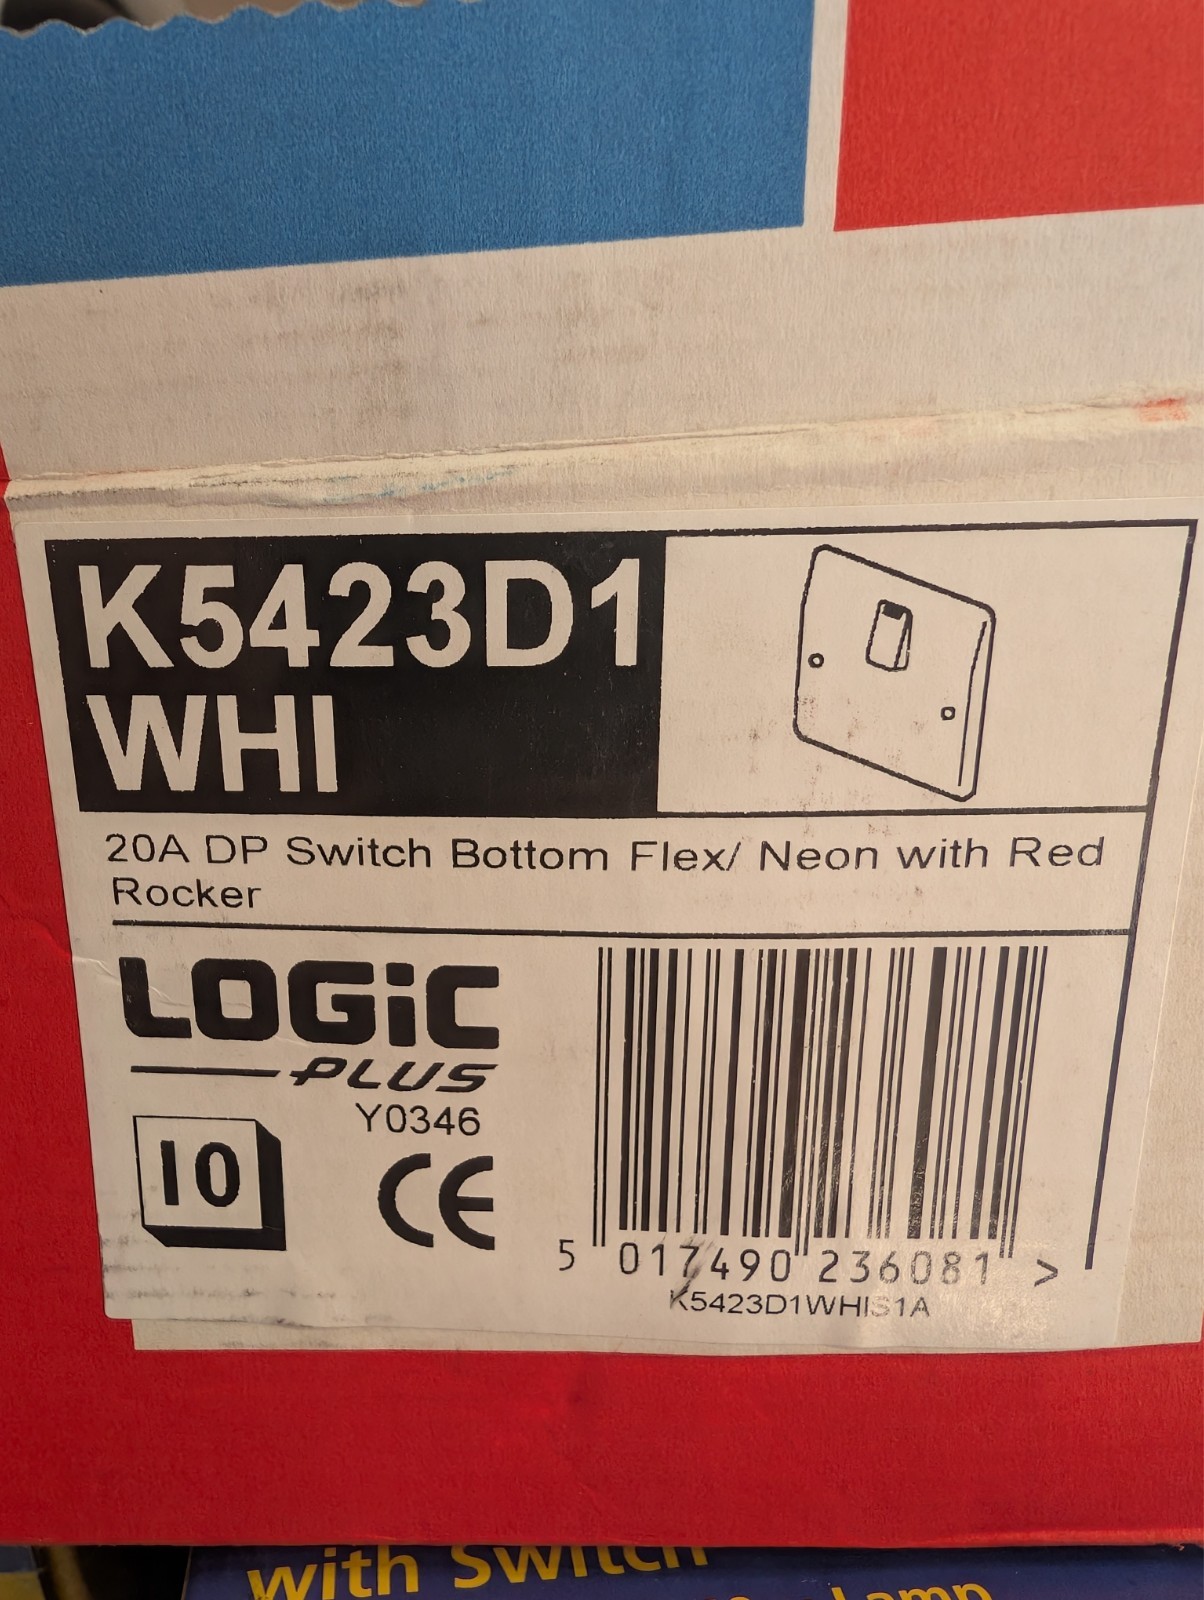 K5423D1
WHI
20A DP Switch Bottom Flex/ Neon with Red
Rocker
LOGiC
PLUS
Y0346
10
CE
5 017490 236081 >
K5423D1WHIS1A
with Switch
Lamp